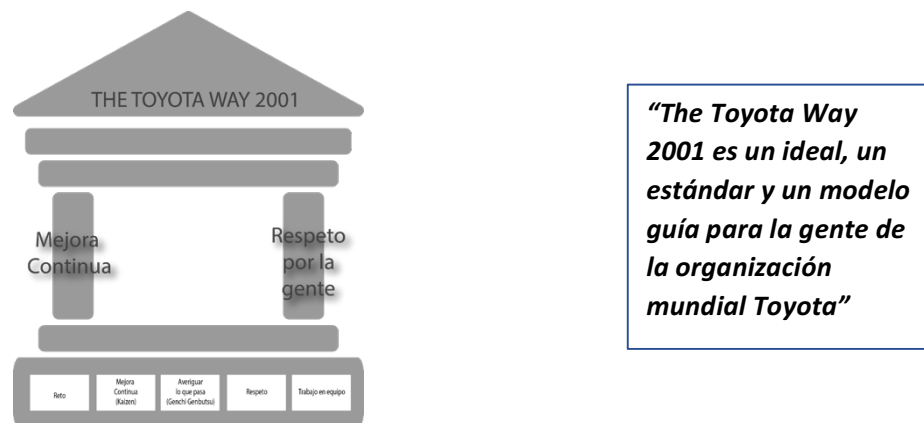 THE TOYOTA WAY 2001
Mejora
Continua
Respeto
por la
gente
Reto
Mejora
Continua
(Kaizen)
Averiguar
lo que pasa
(Genchi Genbutsu)
Respeto
Trabajo en equipo
“The Toyota Way
2001 es un ideal, un
estándar y un modelo
guía para la gente de
la organización
mundial Toyota”